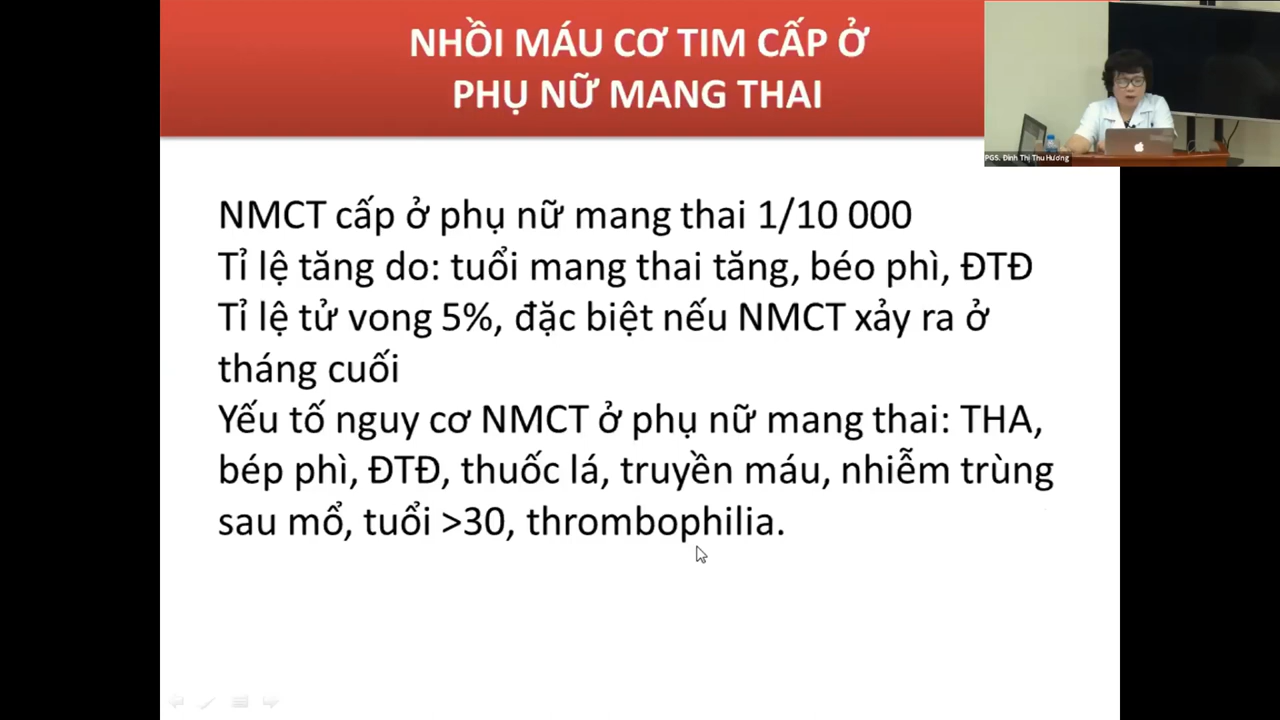 NHỒI MÁU CƠ TIM CẤP Ở
PHỤ NỮ MANG THAI
PGS. Đinh Thị Thu Hương
NMCT cấp ở phụ nữ mang thai 1/10 000
Tỉ lệ tăng do: tuổi mang thai tăng, béo phì, ĐTĐ
Tỉ lệ tử vong 5%, đặc biệt nếu NMCT xảy ra ở
tháng cuối
Yếu tố nguy cơ NMCT ở phụ nữ mang thai: THA,
bép phì, ĐTĐ, thuốc lá, truyền máu, nhiễm trùng
sau mổ, tuổi >30, thrombophilia.